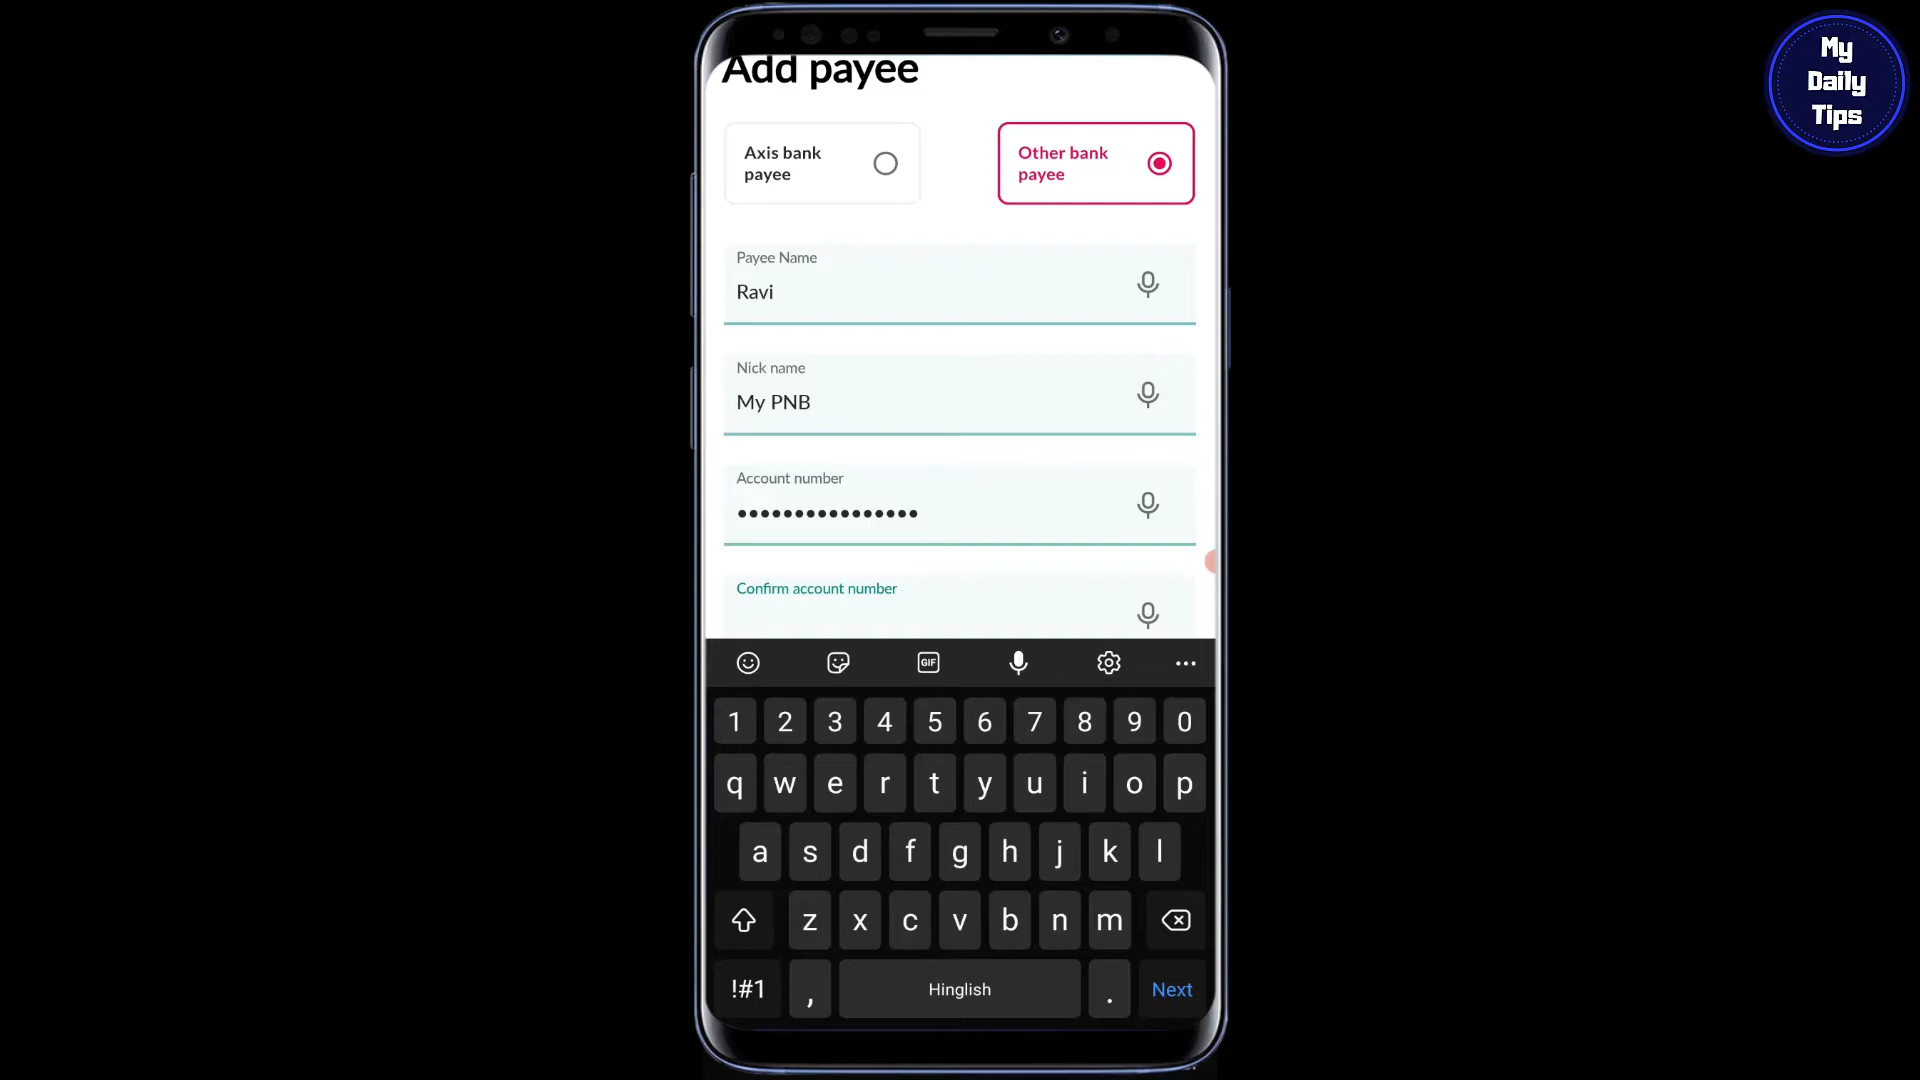 My
Daily
Tips
Add payee
Axis bank
payee
Other bank
payee
Payee Name
Ravi
Nick name
My PNB
Account number
••••••••••••••••
Confirm account number
GIF
1 2 3 4 5 6 7 8 9 0
q w e r t y u i o p
a s d f g h j k l
z x c v b n m
!#1 , Hinglish . Next